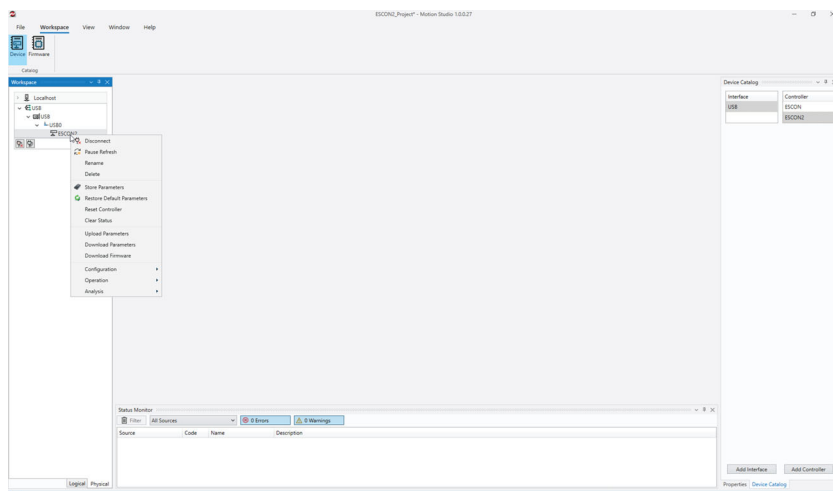 ESCON2_Project* - Motion Studio 1.0.0.27
File Workspace View Window Help
Device Firmware
Catalog
Workspace
Localhost
USB
USB
USB0
ESCON2
Disconnect
Pause Refresh
Rename
Delete
Store Parameters
Restore Default Parameters
Reset Controller
Clear Status
Upload Parameters
Download Parameters
Download Firmware
Configuration
Operation
Analysis
Logical Physical
Status Monitor
Filter All Sources 0 Errors 0 Warnings
Source Code Name Description
Device Catalog
Interface Controller
USB ESCON
ESCON2
Add Interface Add Controller
Properties Device Catalog